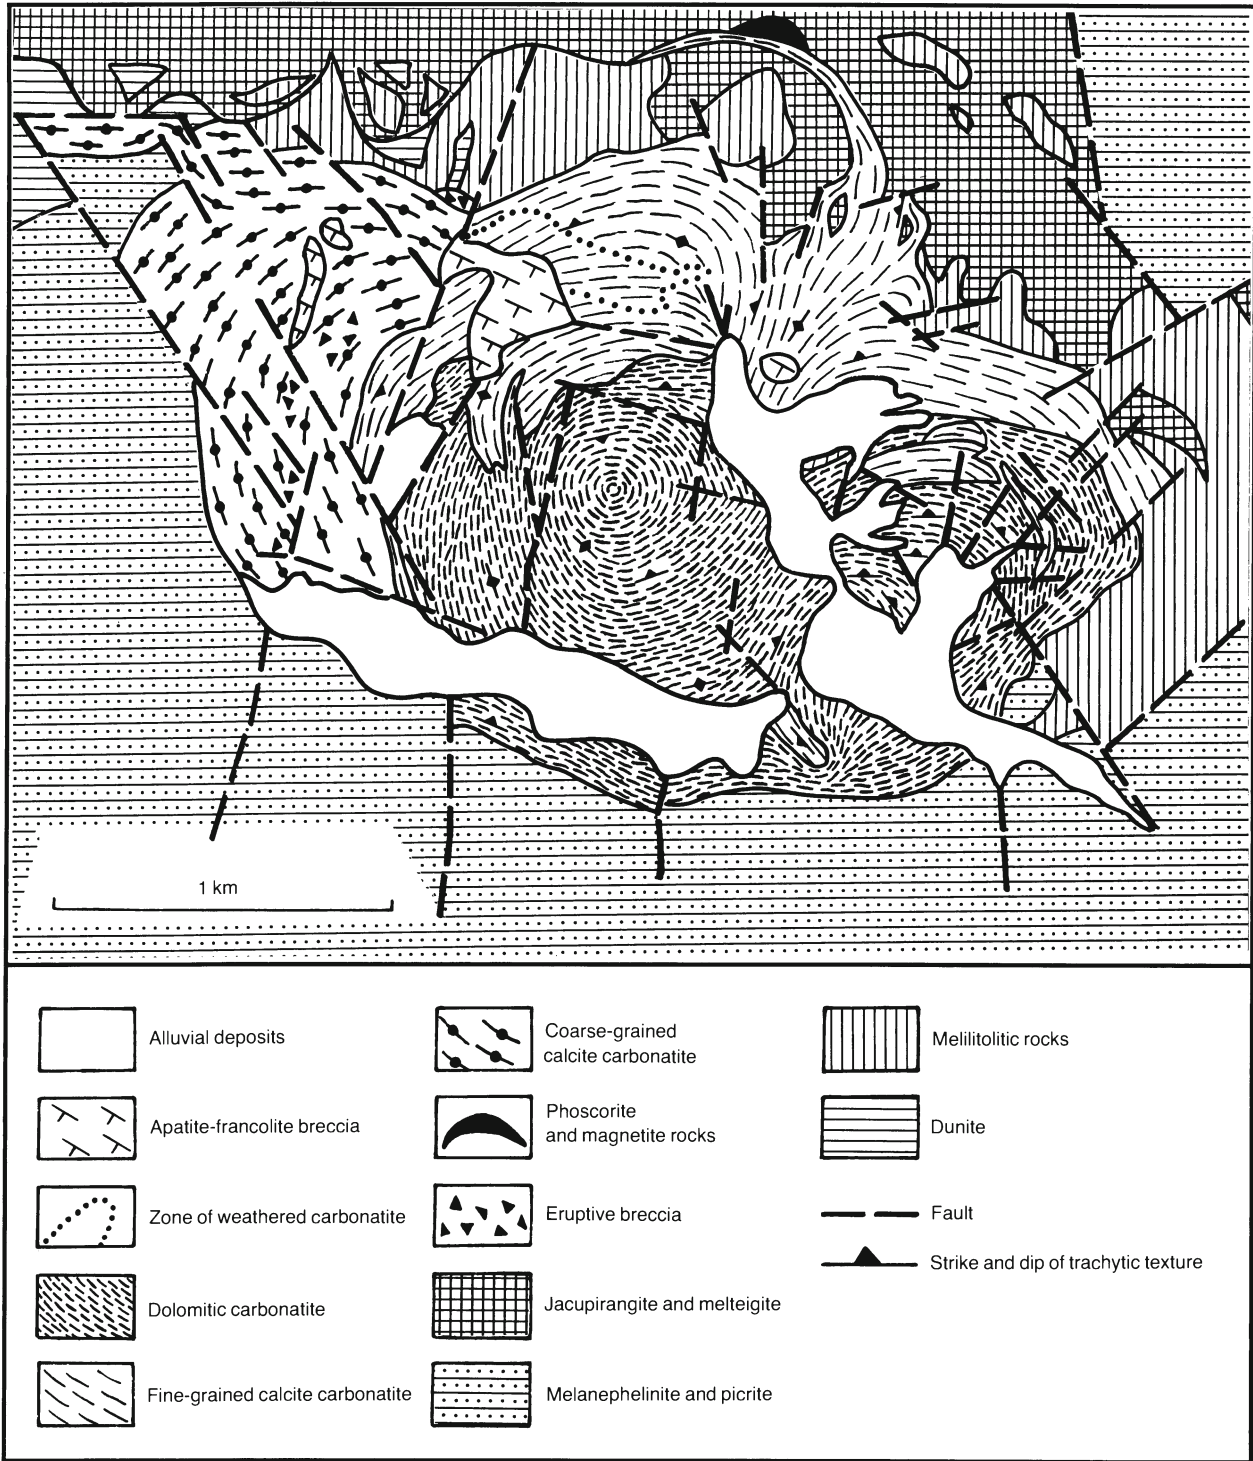 1 km
Alluvial deposits
Apatite-francolite breccia
Zone of weathered carbonatite
Dolomitic carbonatite
Fine-grained calcite carbonatite
Coarse-grained
calcite carbonatite
Phoscorite
and magnetite rocks
Eruptive breccia
Jacupirangite and melteigite
Melanephelinite and picrite
Melilitolitic rocks
Dunite
Fault
Strike and dip of trachytic texture